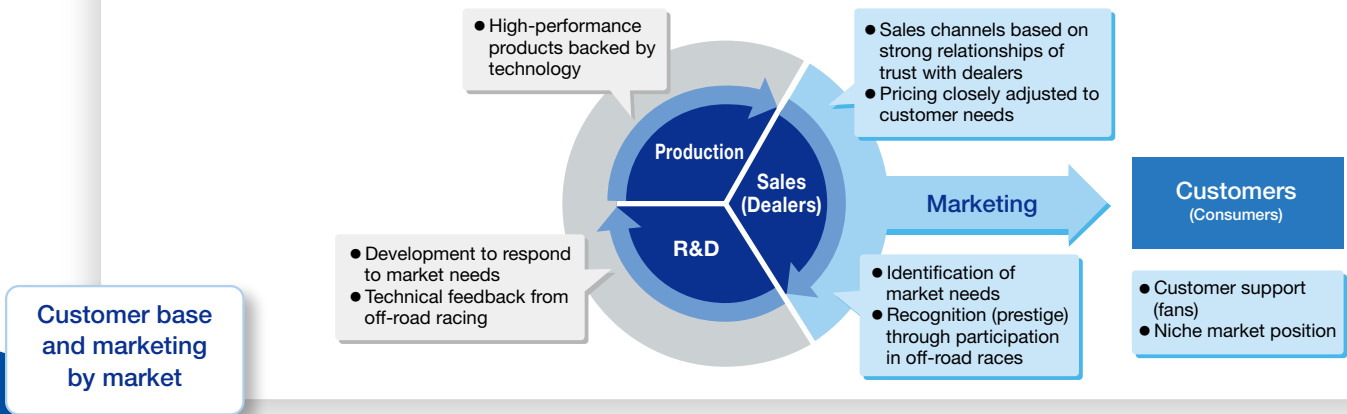 ● High-performance
products backed by
technology
● Sales channels based on
strong relationships of
trust with dealers
● Pricing closely adjusted to
customer needs
Production
Sales
(Dealers)
R&D
Marketing
Customers
(Consumers)
● Development to respond
to market needs
● Technical feedback from
off-road racing
● Identification of
market needs
● Recognition (prestige)
through participation
in off-road races
● Customer support
(fans)
● Niche market position
Customer base
and marketing
by market